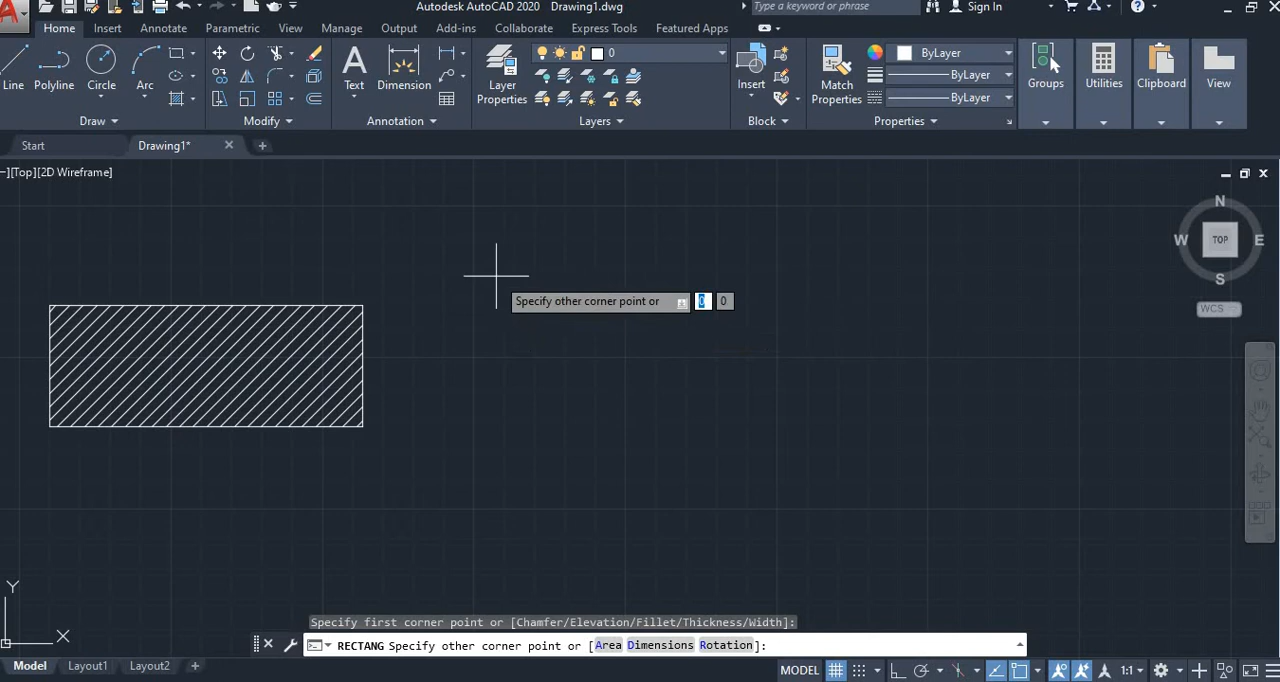 Autodesk AutoCAD 2020 Drawing1.dwg
Type a keyword or phrase
Sign In
Home Insert Annotate Parametric View Manage Output Add-ins Collaborate Express Tools Featured Apps
Line Polyline Circle Arc
Text Dimension
Layer Properties
0
Insert
Match Properties
ByLayer
ByLayer
ByLayer
Groups Utilities Clipboard View
Draw Modify Annotation Layers Block Properties
Start Drawing1*
][Top][2D Wireframe]
N
W TOP E
S
WCS
Specify other corner point or 0 0
Y
X
Specify first corner point or [Chamfer/Elevation/Fillet/Thickness/Width]:
RECTANG Specify other corner point or [Area Dimensions Rotation]:
Model Layout1 Layout2 + MODEL 1:1